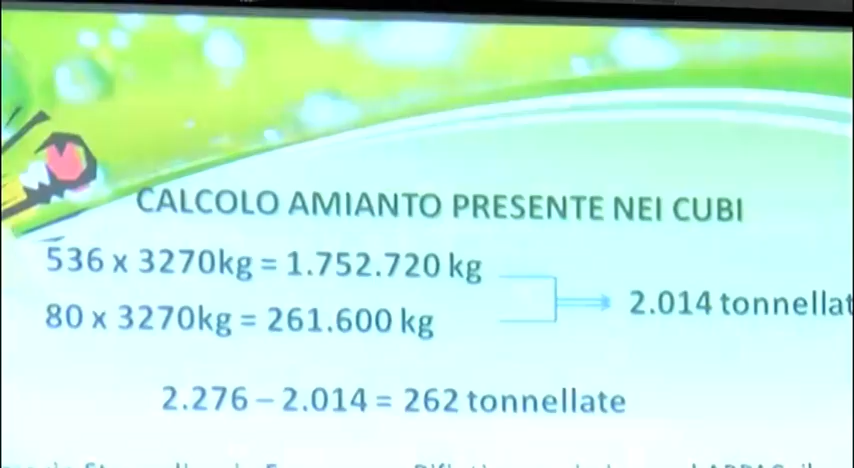 CALCOLO AMIANTO PRESENTE NEI CUBI
536 x 3270kg = 1.752.720 kg
80 x 3270kg = 261.600 kg
2.014 tonnellat
2.276 – 2.014 = 262 tonnellate